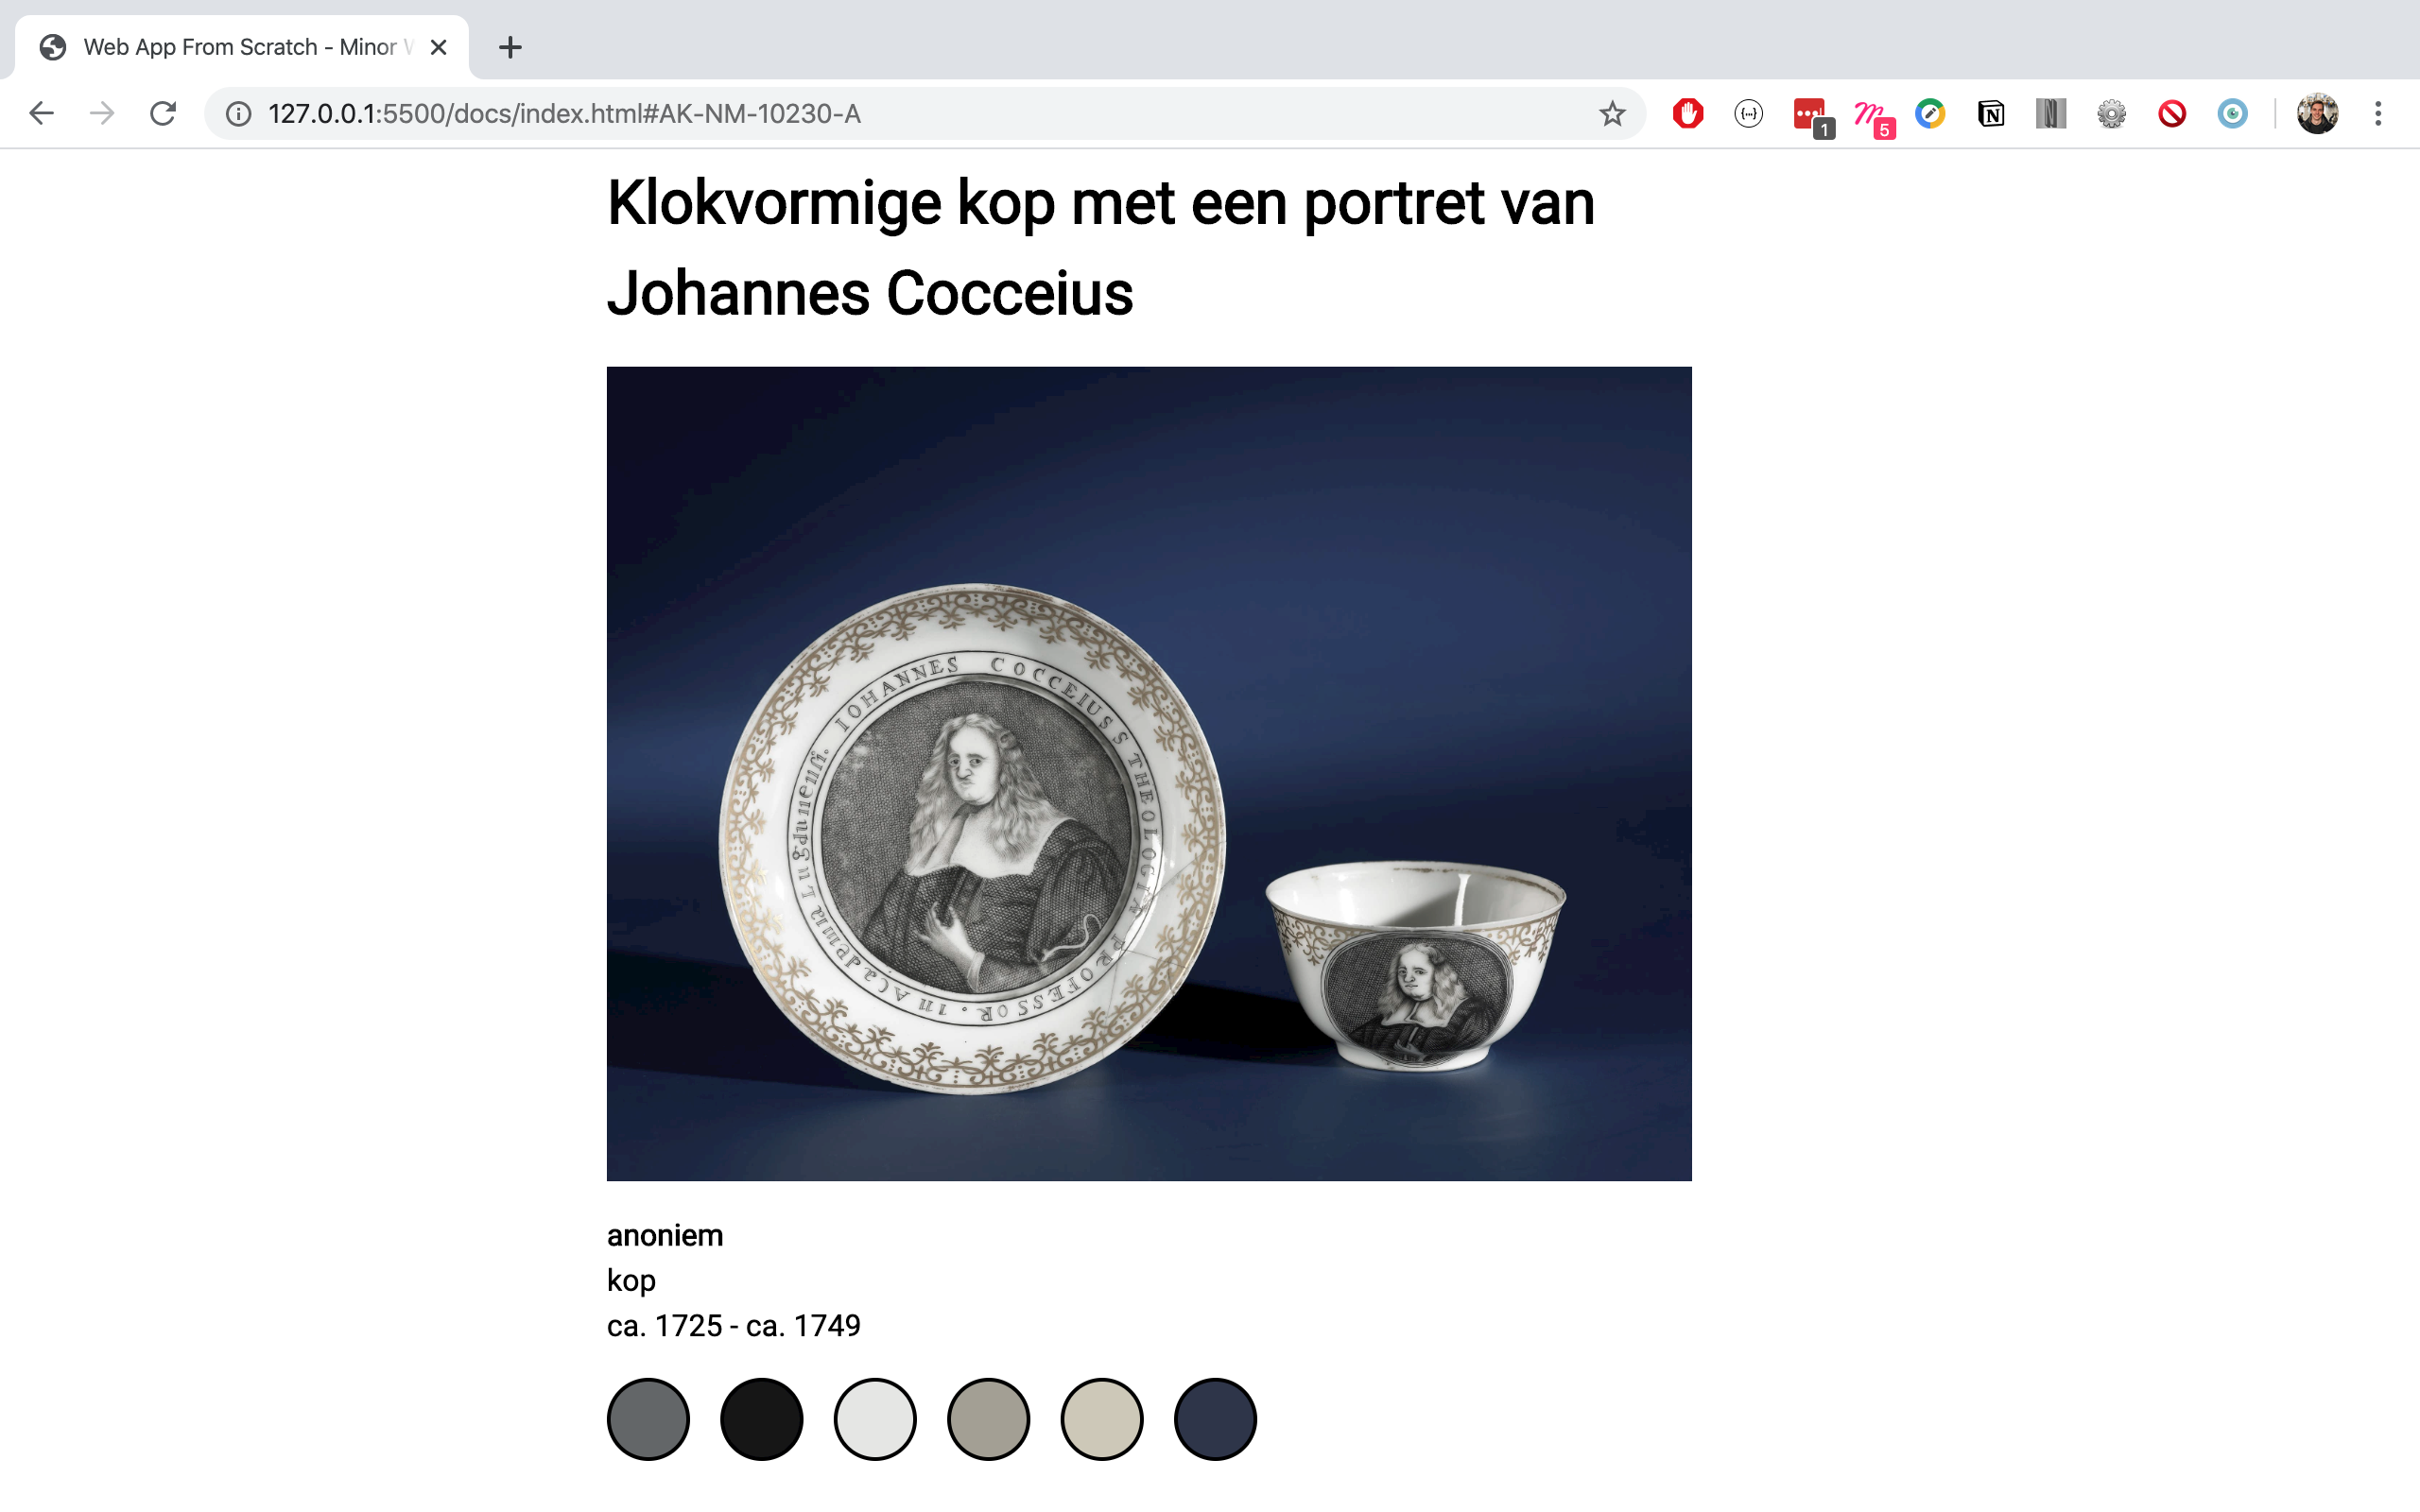 Web App From Scratch - Minor
127.0.0.1:5500/docs/index.html#AK-NM-10230-A
1
5
Klokvormige kop met een portret van
Johannes Cocceius
IOHANNES COCCEIUS S THEOLOGIÆ PROFESSOR. in Academia Lugdunensi.
anoniem
kop
ca. 1725 - ca. 1749